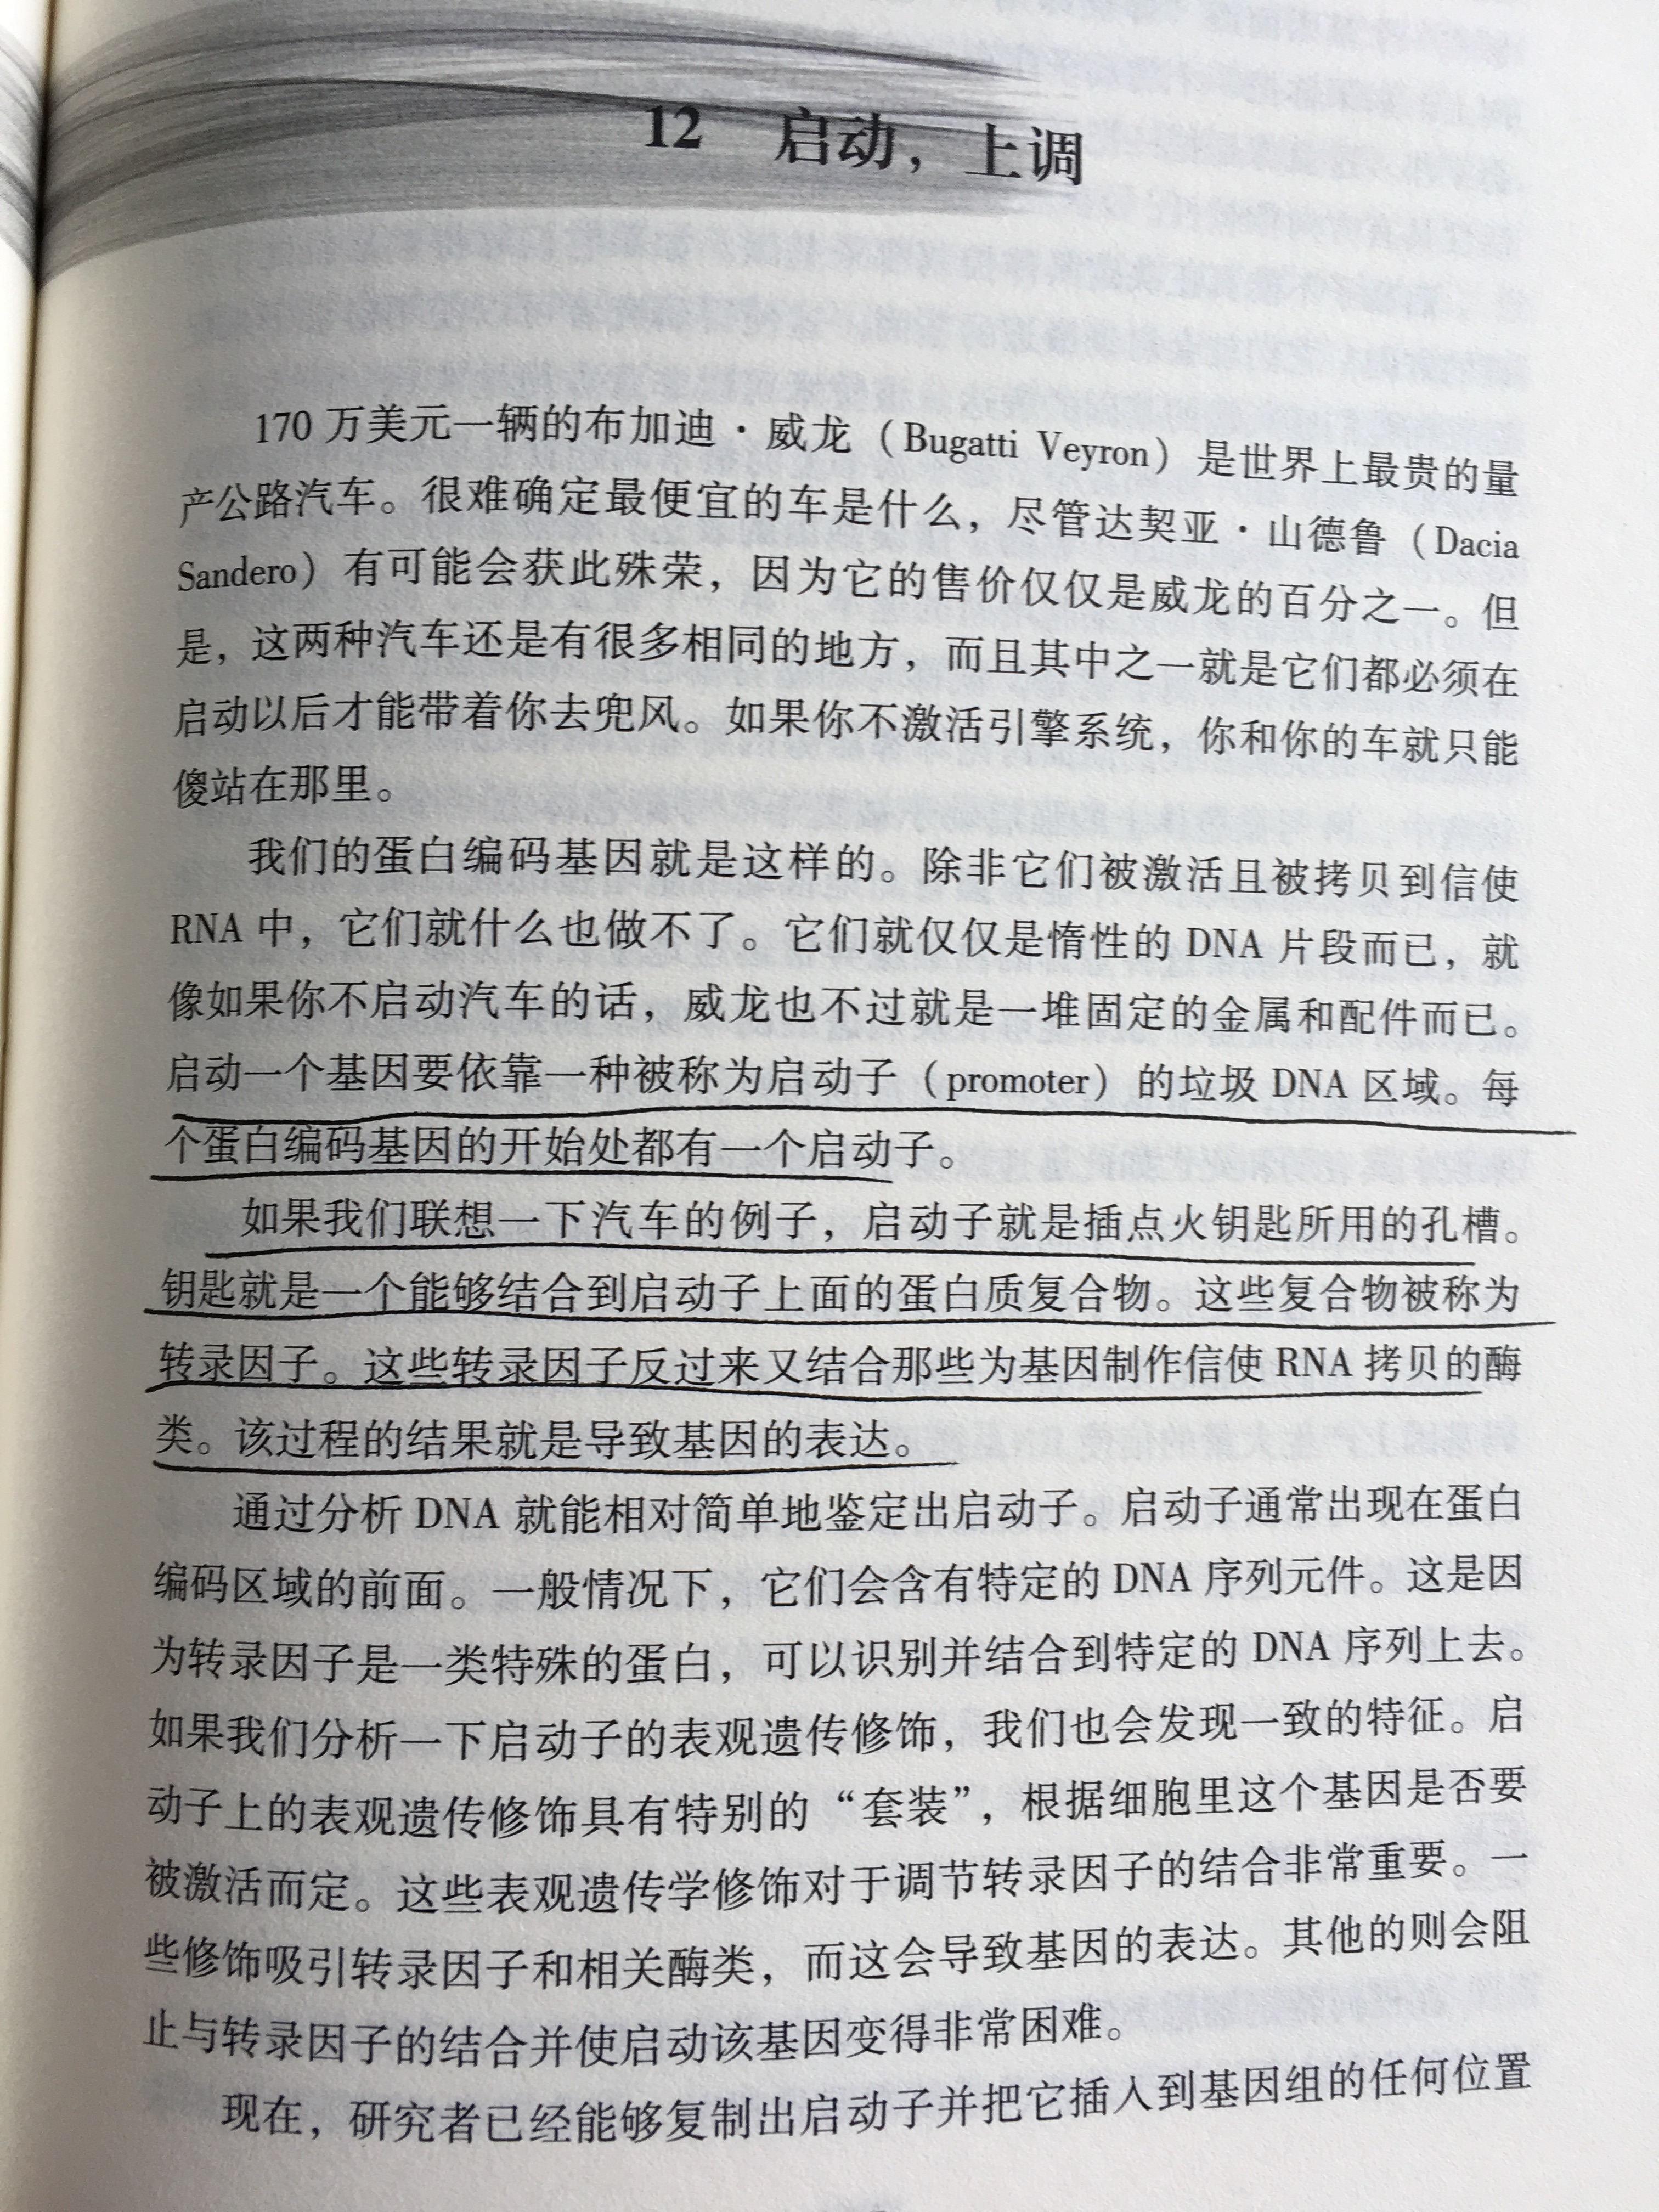 12 启动，上调
170 万美元一辆的布加迪·威龙（Bugatti Veyron）是世界上最贵的量
产公路汽车。很难确定最便宜的车是什么，尽管达契亚·山德鲁（Dacia
Sandero）有可能会获此殊荣，因为它的售价仅仅是威龙的百分之一。但
是，这两种汽车还是有很多相同的地方，而且其中之一就是它们都必须在
启动以后才能带着你去兜风。如果你不激活引擎系统，你和你的车就只能
傻站在那里。
我们的蛋白编码基因就是这样的。除非它们被激活且被拷贝到信使
RNA 中，它们就什么也做不了。它们就仅仅是惰性的 DNA 片段而已，就
像如果你不启动汽车的话，威龙也不过就是一堆固定的金属和配件而已。
启动一个基因要依靠一种被称为启动子（promoter）的垃圾 DNA 区域。每
个蛋白编码基因的开始处都有一个启动子。
如果我们联想一下汽车的例子，启动子就是插点火钥匙所用的孔槽。
钥匙就是一个能够结合到启动子上面的蛋白质复合物。这些复合物被称为
转录因子。这些转录因子反过来又结合那些为基因制作信使 RNA 拷贝的酶
类。该过程的结果就是导致基因的表达。
通过分析 DNA 就能相对简单地鉴定出启动子。启动子通常出现在蛋白
编码区域的前面。一般情况下，它们会含有特定的 DNA 序列元件。这是因
为转录因子是一类特殊的蛋白，可以识别并结合到特定的 DNA 序列上去。
如果我们分析一下启动子的表观遗传修饰，我们也会发现一致的特征。启
动子上的表观遗传修饰具有特别的“套装”，根据细胞里这个基因是否要
被激活而定。这些表观遗传学修饰对于调节转录因子的结合非常重要。一
些修饰吸引转录因子和相关酶类，而这会导致基因的表达。其他的则会阻
止与转录因子的结合并使启动该基因变得非常困难。
现在，研究者已经能够复制出启动子并把它插入到基因组的任何位置